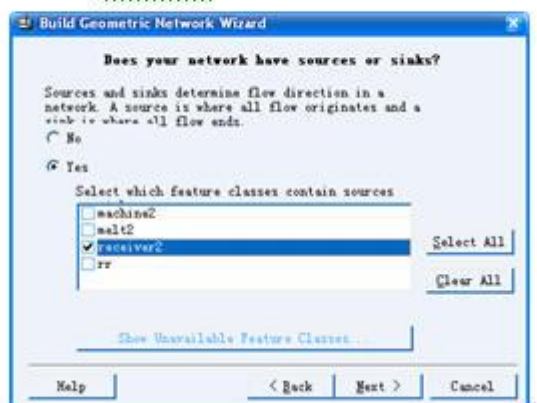 Build Geometric Network Wizard
Does your network have sources or sinks?
Sources and sinks determine flow direction in a
network. A source is where all flow originates and a
sink is where all flow ends.
No
Yes
Select which feature classes contain sources
machine2
melt2
receiver2
rr
Select All
Clear All
Show Unavailable Feature Classes...
Help
< Back
Next >
Cancel